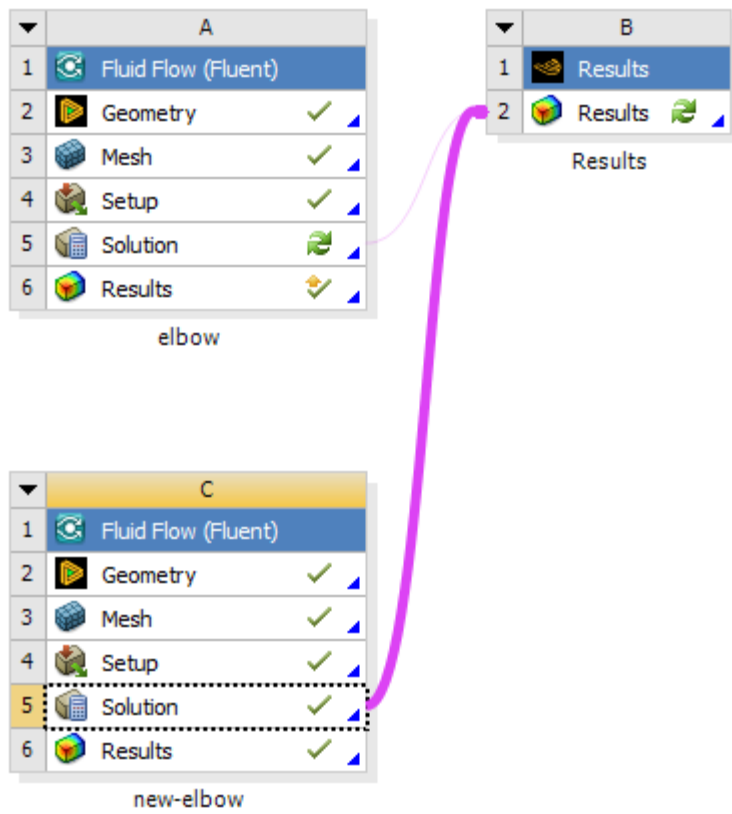 A
1 Fluid Flow (Fluent)
2 Geometry
3 Mesh
4 Setup
5 Solution
6 Results
elbow
B
1 Results
2 Results
Results
C
1 Fluid Flow (Fluent)
2 Geometry
3 Mesh
4 Setup
5 Solution
6 Results
new-elbow